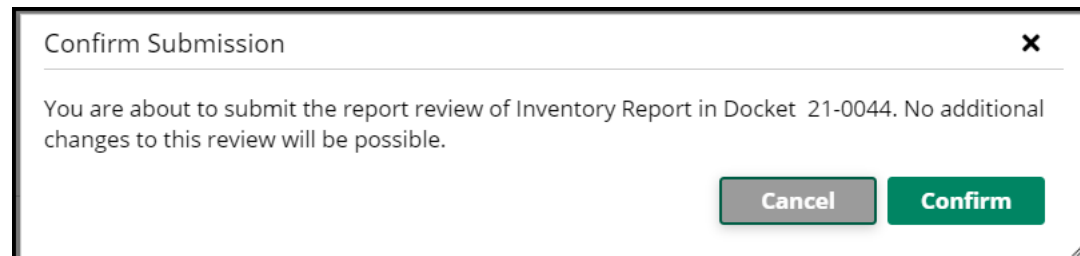 Confirm Submission
You are about to submit the report review of Inventory Report in Docket  21-0044. No additional
changes to this review will be possible.
Cancel Confirm